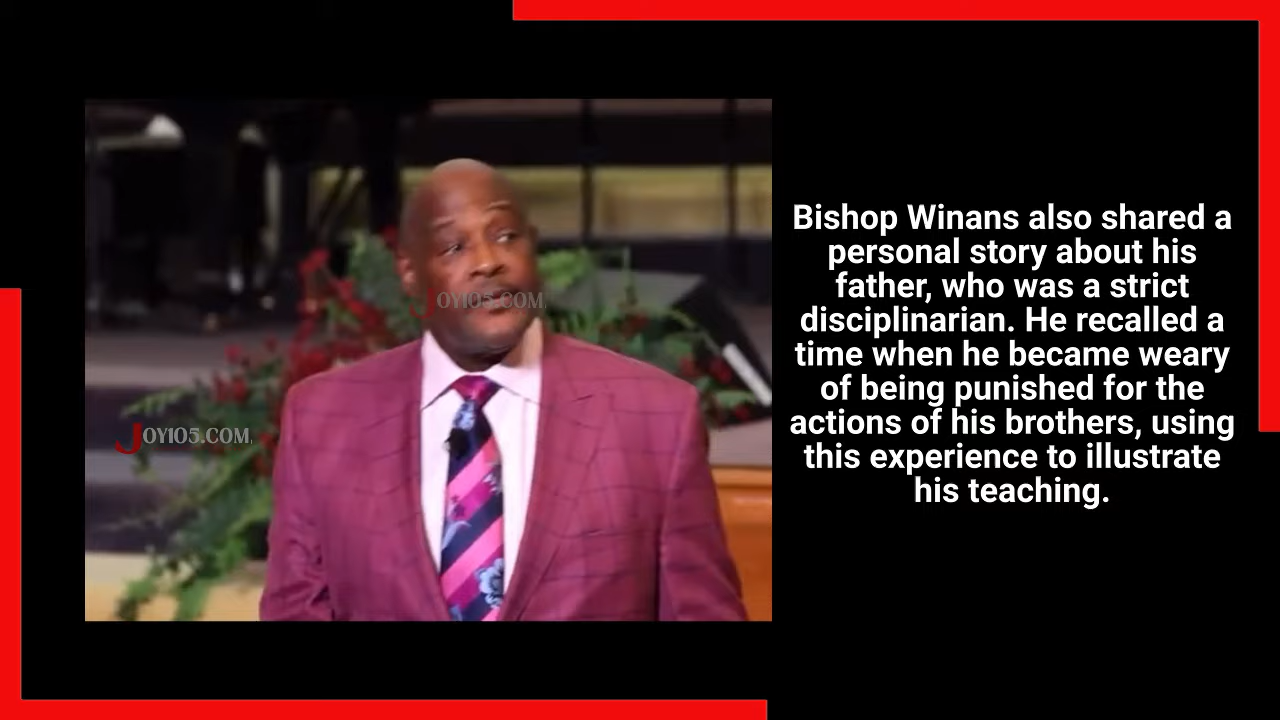 Bishop Winans also shared a
personal story about his
father, who was a strict
disciplinarian. He recalled a
time when he became weary
of being punished for the
actions of his brothers, using
this experience to illustrate
his teaching.
JOY105.COM
JOY105.COM